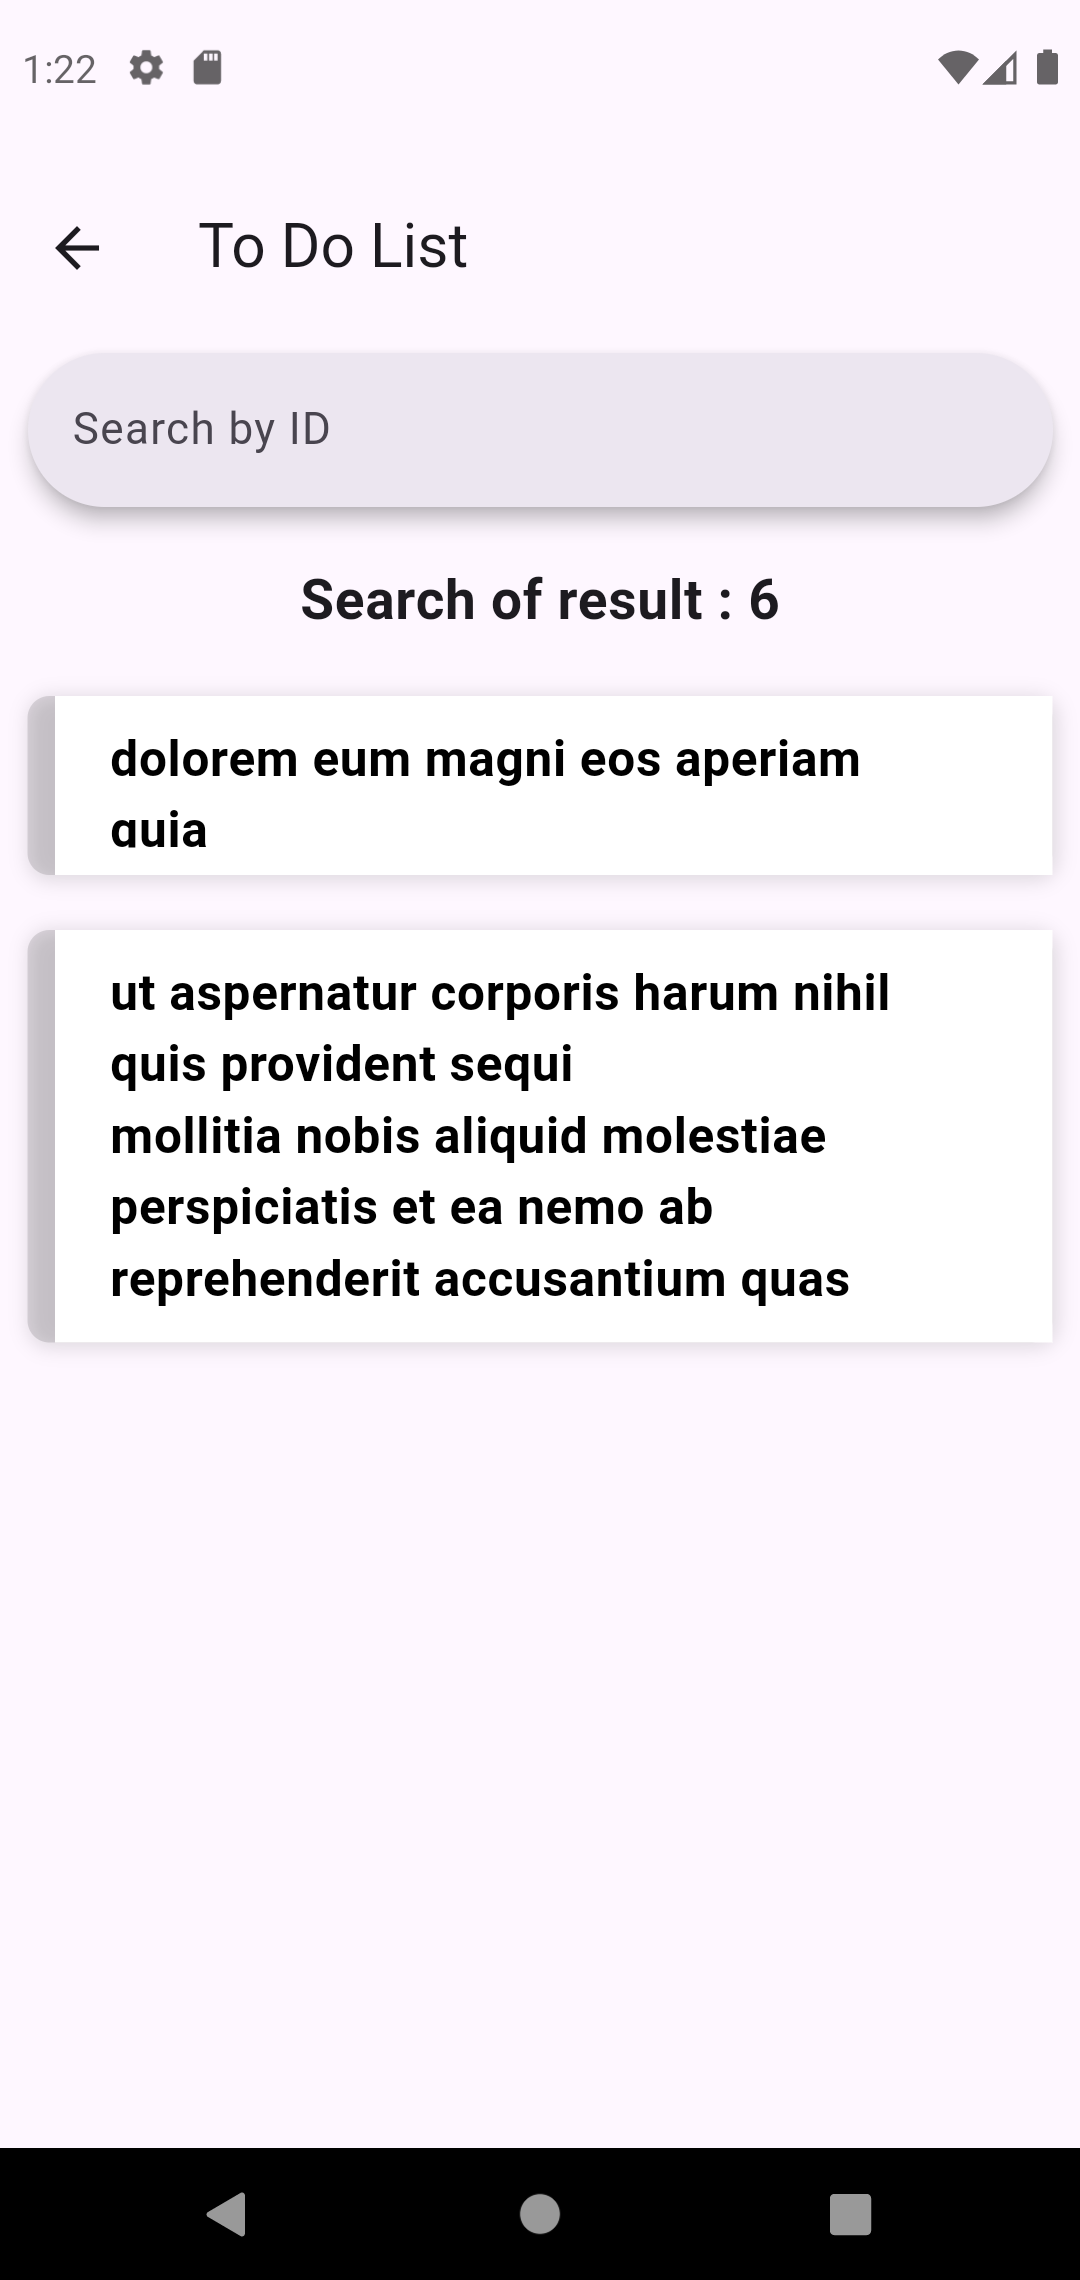 1:22
To Do List
Search by ID
Search of result : 6
dolorem eum magni eos aperiam
quia
ut aspernatur corporis harum nihil
quis provident sequi
mollitia nobis aliquid molestiae
perspiciatis et ea nemo ab
reprehenderit accusantium quas